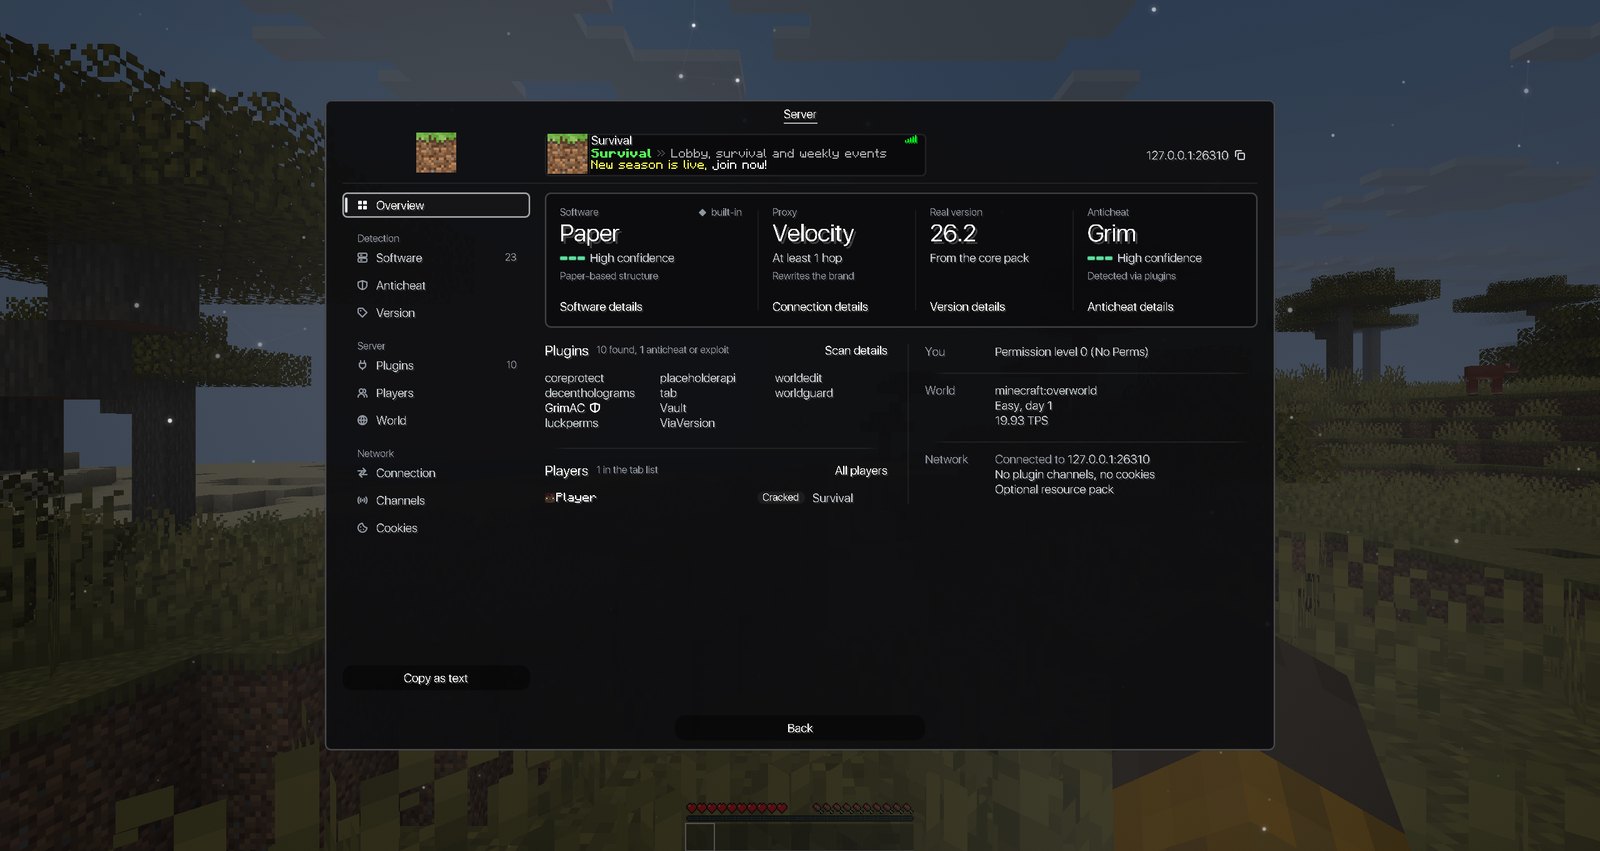 Server
Survival
Survival » Lobby, survival and weekly events
New season is live, join now!
127.0.0.1:26310
Overview
Detection
Software 23
Anticheat
Version
Server
Plugins 10
Players
World
Network
Connection
Channels
Cookies
Copy as text
Software ◆ built-in
Paper
High confidence
Paper-based structure
Software details
Proxy
Velocity
At least 1 hop
Rewrites the brand
Connection details
Real version
26.2
From the core pack
Version details
Anticheat
Grim
High confidence
Detected via plugins
Anticheat details
Plugins 10 found, 1 anticheat or exploit Scan details
coreprotect placeholderapi worldedit
decentholograms tab worldguard
GrimAC Vault
luckperms ViaVersion
Players 1 in the tab list All players
Player Cracked Survival
You Permission level 0 (No Perms)
World minecraft:overworld
Easy, day 1
19.93 TPS
Network Connected to 127.0.0.1:26310
No plugin channels, no cookies
Optional resource pack
Back